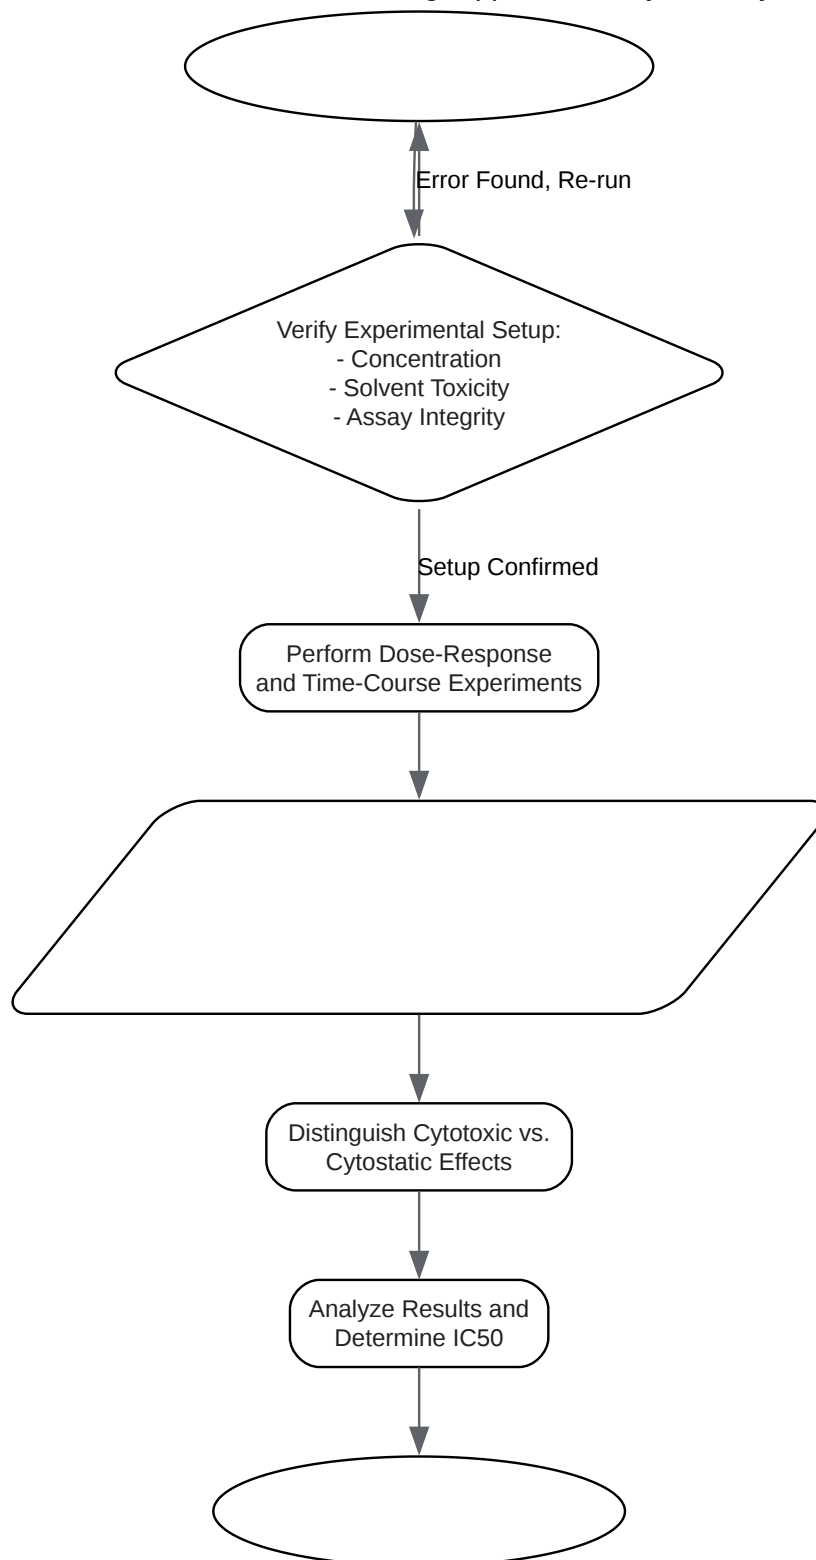 Error Found, Re-run
Verify Experimental Setup:
- Concentration
- Solvent Toxicity
- Assay Integrity
Setup Confirmed
Perform Dose-Response
and Time-Course Experiments
Distinguish Cytotoxic vs.
Cytostatic Effects
Analyze Results and
Determine IC50